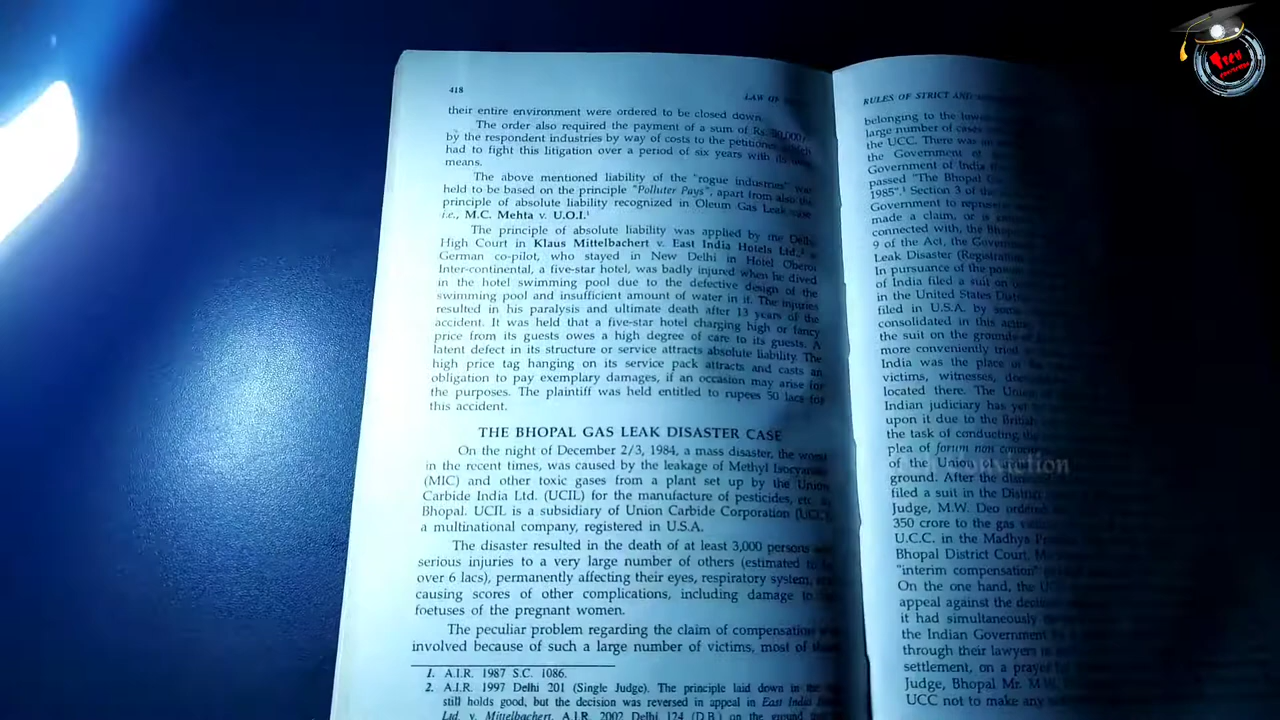 418
LAW OF
their entire environment were ordered to be closed down.
The order also required the payment of a sum of Rs.
by the respondent industries by way of costs to the petitioner which
had to fight this litigation over a period of six years with its own
means.
The above mentioned liability of the "rogue industries" was
held to be based on the principle "Polluter Pays", apart from also the
principle of absolute liability recognized in Oleum Gas Leak case
i.e., M.C. Mehta v. U.O.I.¹
The principle of absolute liability was applied by the Delhi
High Court in Klaus Mittelbachert v. East India Hotels Ltd.,²
German co-pilot, who stayed in New Delhi in Hotel Oberoi
Inter-continental, a five-star hotel, was badly injured when he dived
in the hotel swimming pool due to the defective design of the
swimming pool and insufficient amount of water in it. The injuries
resulted in his paralysis and ultimate death after 13 years of the
accident. It was held that a five-star hotel charging high or fancy
price from its guests owes a high degree of care to its guests. A
latent defect in its structure or service attracts absolute liability. The
high price tag hanging on its service pack attracts and casts an
obligation to pay exemplary damages, if an occasion may arise for
the purposes. The plaintiff was held entitled to rupees 50 lacs for
this accident.
THE BHOPAL GAS LEAK DISASTER CASE
On the night of December 2/3, 1984, a mass disaster, the worst
in the recent times, was caused by the leakage of Methyl Isocyanate
(MIC) and other toxic gases from a plant set up by the Union
Carbide India Ltd. (UCIL) for the manufacture of pesticides, etc.
Bhopal. UCIL is a subsidiary of Union Carbide Corporation (UCC),
a multinational company, registered in U.S.A.
The disaster resulted in the death of at least 3,000 persons
serious injuries to a very large number of others (estimated to
over 6 lacs), permanently affecting their eyes, respiratory system,
causing scores of other complications, including damage to
foetuses of the pregnant women.
The peculiar problem regarding the claim of compensation
involved because of such a large number of victims, most of
1. A.I.R. 1987 S.C. 1086.
2. A.I.R. 1997 Delhi 201 (Single Judge). The principle laid down in
still holds good, but the decision was reversed in appeal in East India
Ltd. v. Mittelbachert, A.I.R. 2002 Delhi 124 (D.B.) on the ground
RULES OF STRICT AND
belonging to the
large number of cases
the UCC. There was
the Government of
Government of India
passed "The Bhopal
1985".¹ Section 3 of the
Government to represent
made a claim, or is
connected with, the
9 of the Act, the
Leak Disaster (Registration
In pursuance of the
of India filed a suit on
in the United States
filed in U.S.A. by
consolidated in this action
the suit on the grounds
more conveniently tried
India was the place
victims, witnesses,
located there. The Union
Indian judiciary has yet
upon it due to the British
the task of conducting the
plea of forum non
of the Union
ground. After the
filed a suit in the District
Judge, M.W. Deo ordered
350 crore to the gas
U.C.C. in the Madhya
Bhopal District Court,
"interim compensation"
On the one hand, the
appeal against the
it had simultaneously
the Indian Government
through their lawyers
settlement, on a
Judge, Bhopal Mr. M.W.
UCC not to make any